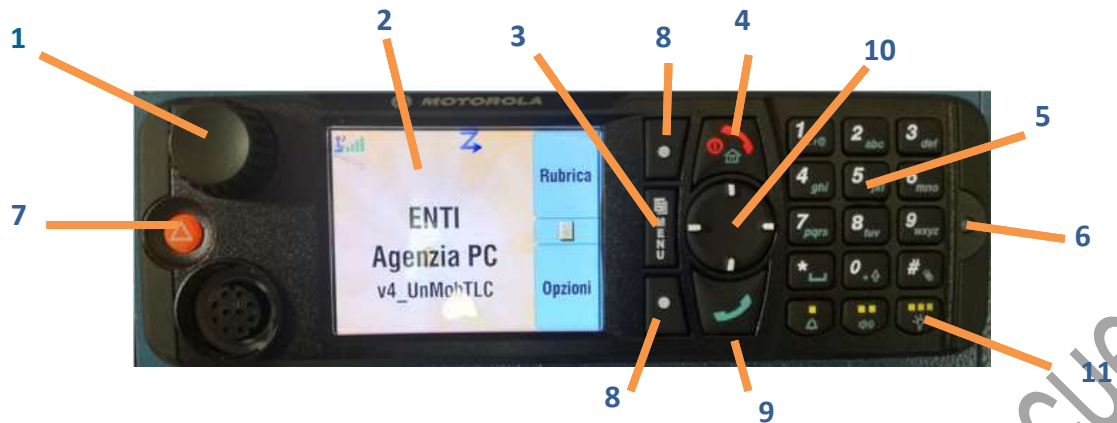 1
2
3
8
4
10
MOTOROLA
1
2 abc
3 def
5
Rubrica
4 ghi
5
6 mno
ENTI
MENU
7
7 pqrs
8 tuv
9 wxyz
6
Agenzia PC
v4_UnMobTLC
Opzioni
*
0
#
8
9
11